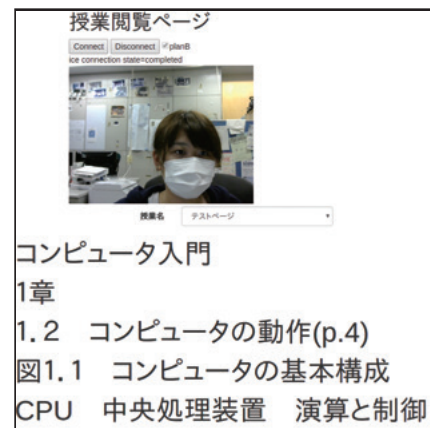 授業閲覧ページ
Connect Disconnect planB
ice connection state=completed
授業名 テストページ
コンピュータ入門
1章
1.2 コンピュータの動作(p.4)
図1.1 コンピュータの基本構成
CPU 中央処理装置 演算と制御